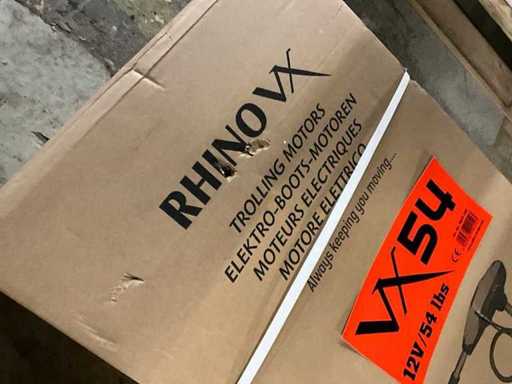 RHINO VX
TROLLING MOTORS
ELEKTRO-BOOTS-MOTOREN
MOTEURS ELECTRIQUES
MOTORE ELETTRICO
Always keeping you moving....
VX54
12V/54 lbs
CE